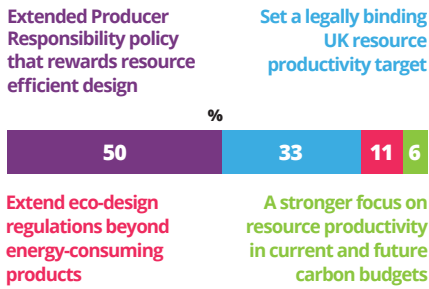 Extended Producer
Responsibility policy
that rewards resource
efficient design
Set a legally binding
UK resource
productivity target
%
50
33
11
6
Extend eco-design
regulations beyond
energy-consuming
products
A stronger focus on
resource productivity
in current and future
carbon budgets